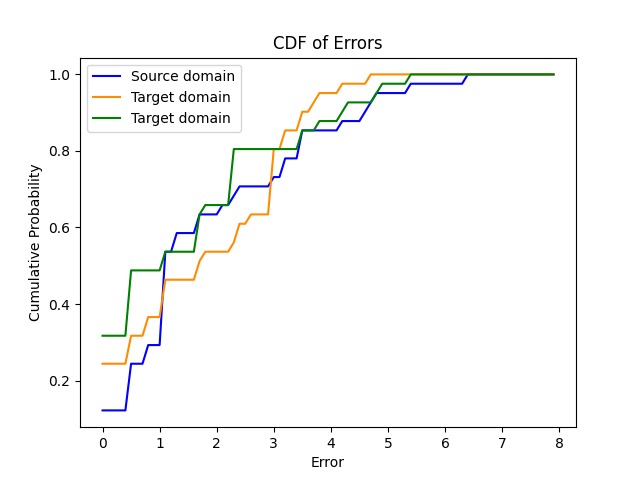 CDF of Errors
Source domain
Target domain
Target domain
Cumulative Probability
1.0
0.8
0.6
0.4
0.2
0 1 2 3 4 5 6 7 8
Error